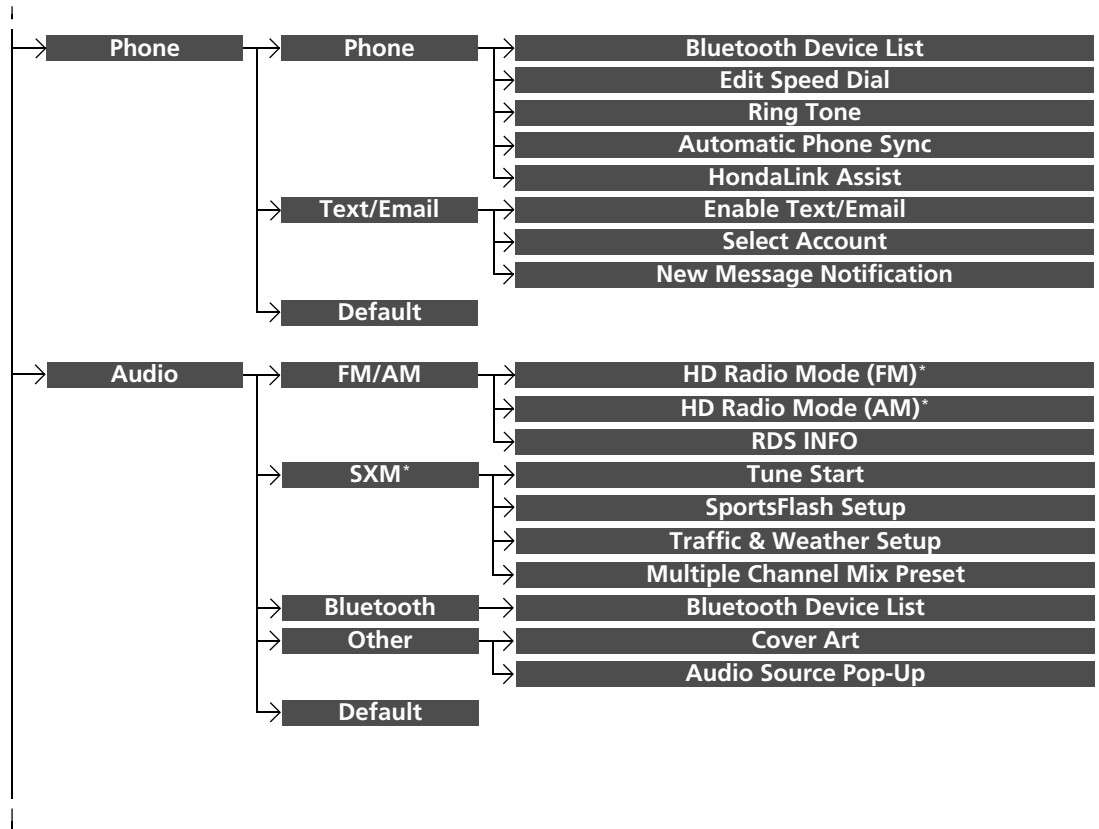 Phone Phone Bluetooth Device List
Edit Speed Dial
Ring Tone
Automatic Phone Sync
HondaLink Assist
Text/Email Enable Text/Email
Select Account
New Message Notification
Default
Audio FM/AM HD Radio Mode (FM)*
HD Radio Mode (AM)*
RDS INFO
SXM* Tune Start
SportsFlash Setup
Traffic & Weather Setup
Multiple Channel Mix Preset
Bluetooth Bluetooth Device List
Other Cover Art
Audio Source Pop-Up
Default